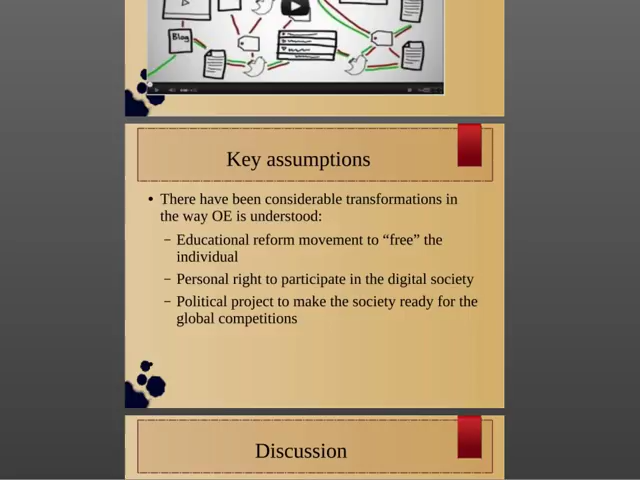 Blog
Key assumptions
• There have been considerable transformations in
the way OE is understood:
– Educational reform movement to “free” the
individual
– Personal right to participate in the digital society
– Political project to make the society ready for the
global competitions
Discussion